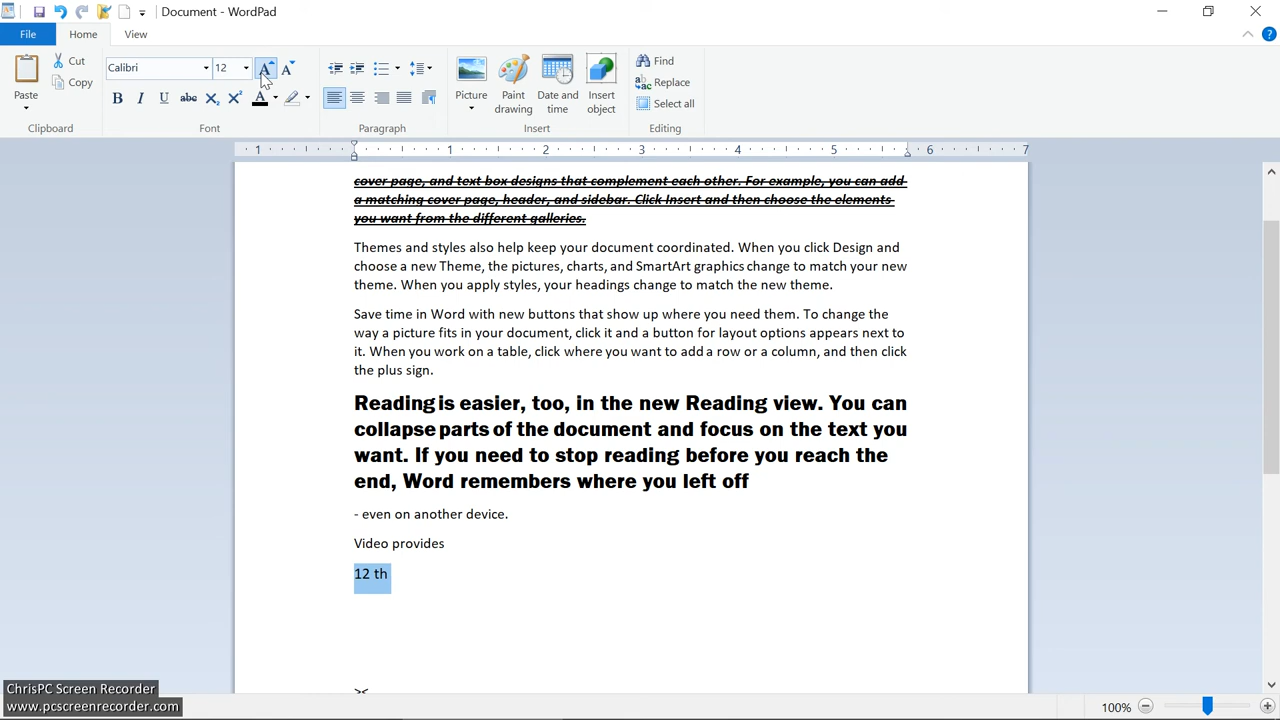 Document - WordPad
File
Home
View
Paste
Cut
Copy
Clipboard
Calibri
12
Font
Paragraph
Picture
Paint drawing
Date and time
Insert object
Insert
Find
Replace
Select all
Editing
1 1 2 3 4 5 6 7
cover page, and text box designs that complement each other. For example, you can add
a matching cover page, header, and sidebar. Click Insert and then choose the elements
you want from the different galleries.
Themes and styles also help keep your document coordinated. When you click Design and
choose a new Theme, the pictures, charts, and SmartArt graphics change to match your new
theme. When you apply styles, your headings change to match the new theme.
Save time in Word with new buttons that show up where you need them. To change the
way a picture fits in your document, click it and a button for layout options appears next to
it. When you work on a table, click where you want to add a row or a column, and then click
the plus sign.
Reading is easier, too, in the new Reading view. You can
collapse parts of the document and focus on the text you
want. If you need to stop reading before you reach the
end, Word remembers where you left off
- even on another device.
Video provides
12 th
><
ChrisPC Screen Recorder
www.pcscreenrecorder.com
100%